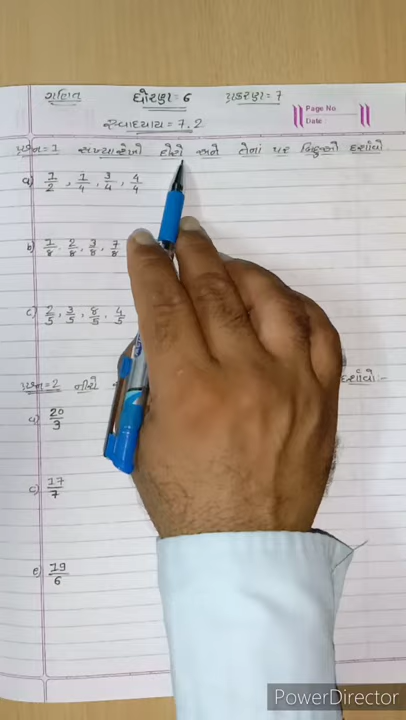 ગણિત ધોરણ = 6 પ્રકરણ = 7
Page No
Date
સ્વાધ્યાય = 7.2
પ્રશ્ન = 1 સંખ્યારેખા દોરો અને તેનાં પર બિંદુઓ દર્શાવો
a) 1/2, 1/4, 3/4, 4/4
b) 1/8, 2/8, 3/8, 7/8
c) 2/5, 3/5, 8/5, 4/5
પ્રશ્ન = 2 નીચે દર્શાવો :-
a) 20/3
c) 17/7
e) 19/6
PowerDirector